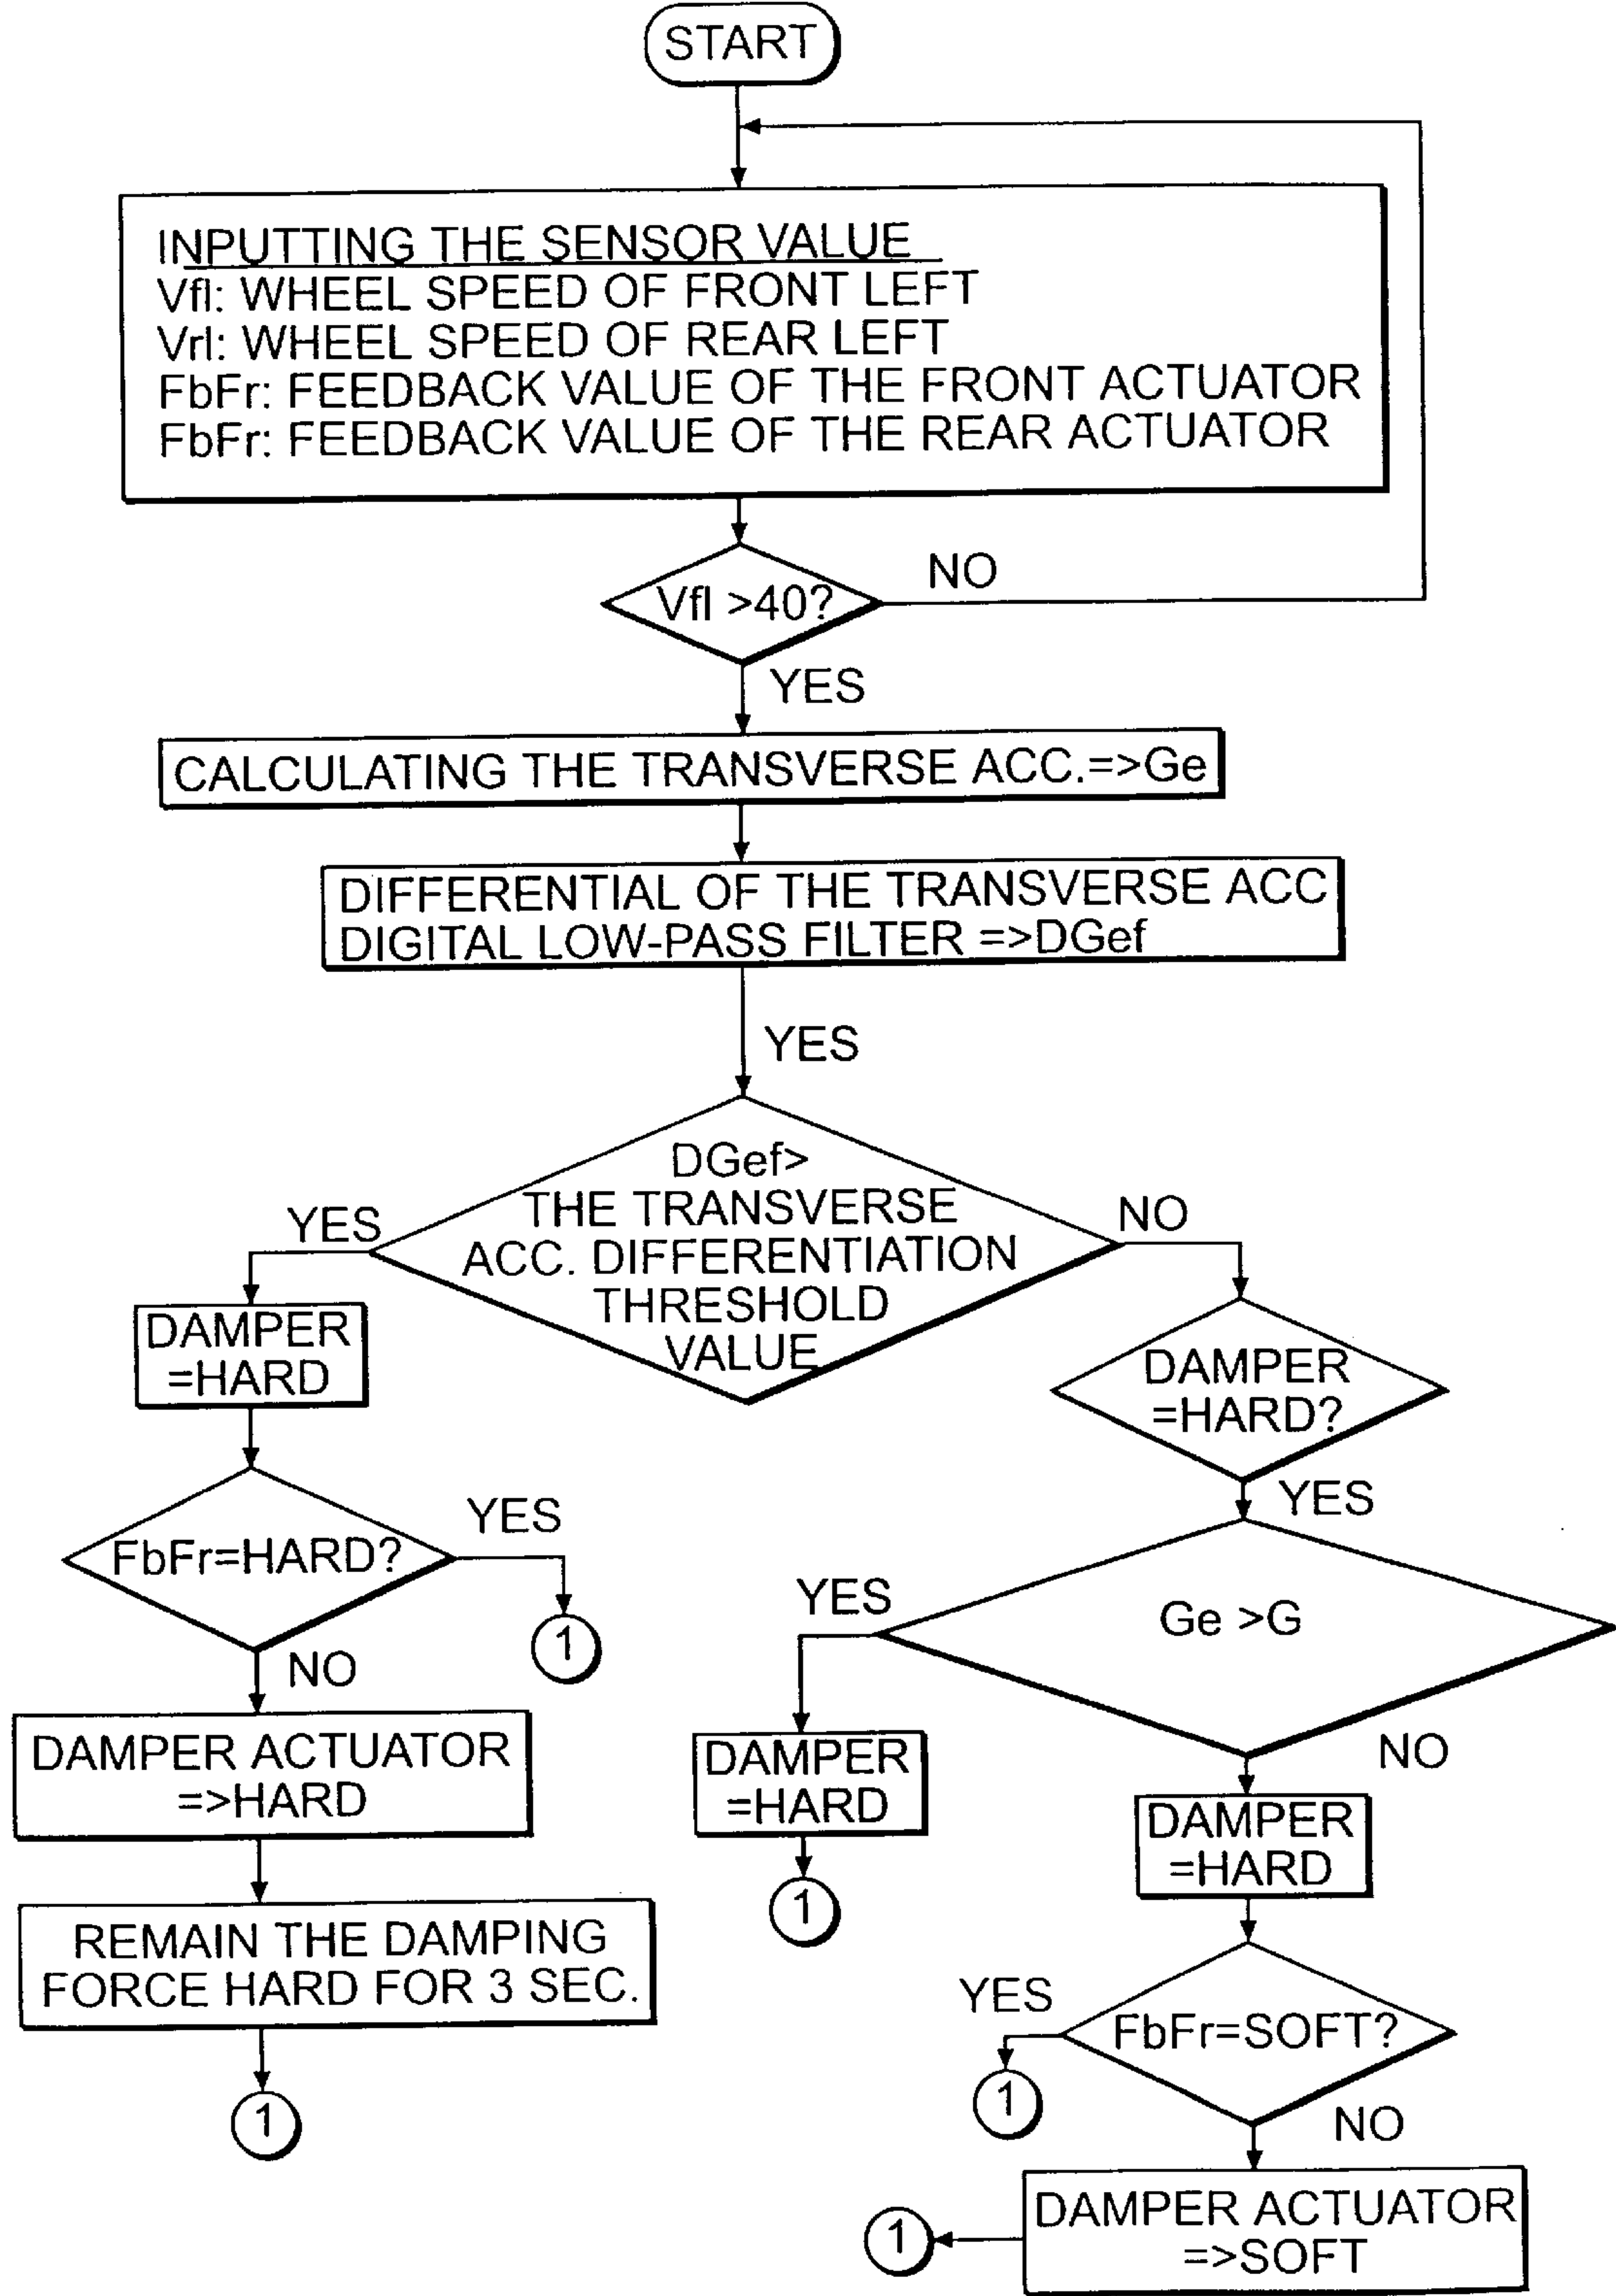 START
INPUTTING THE SENSOR VALUE
Vfl: WHEEL SPEED OF FRONT LEFT
Vrl: WHEEL SPEED OF REAR LEFT
FbFr: FEEDBACK VALUE OF THE FRONT ACTUATOR
FbFr: FEEDBACK VALUE OF THE REAR ACTUATOR
Vfl >40?
NO
YES
CALCULATING THE TRANSVERSE ACC.=>Ge
DIFFERENTIAL OF THE TRANSVERSE ACC
DIGITAL LOW-PASS FILTER =>DGef
YES
DGef>
THE TRANSVERSE
ACC. DIFFERENTIATION
THRESHOLD
VALUE
YES
NO
DAMPER
=HARD
FbFr=HARD?
YES
1
NO
DAMPER ACTUATOR
=>HARD
REMAIN THE DAMPING
FORCE HARD FOR 3 SEC.
1
DAMPER
=HARD?
YES
Ge >G
YES
DAMPER
=HARD
1
NO
DAMPER
=HARD
FbFr=SOFT?
YES
1
NO
DAMPER ACTUATOR
=>SOFT
1